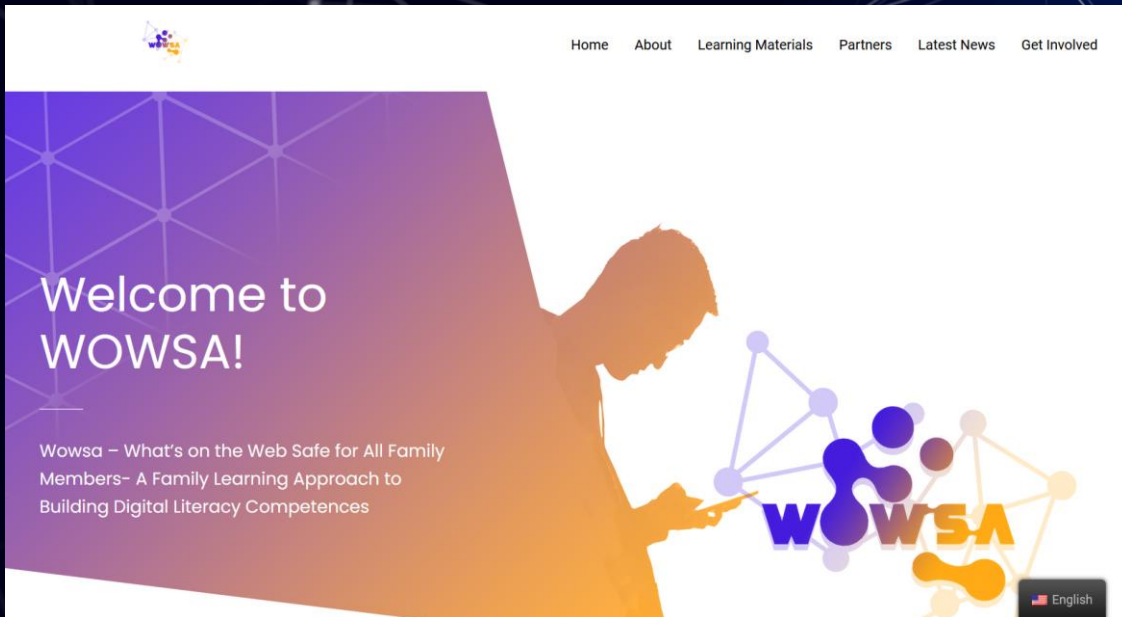 WOWSA
Home About Learning Materials Partners Latest News Get Involved
Welcome to
WOWSA!
Wowsa – What's on the Web Safe for All Family
Members- A Family Learning Approach to
Building Digital Literacy Competences
WOWSA
English